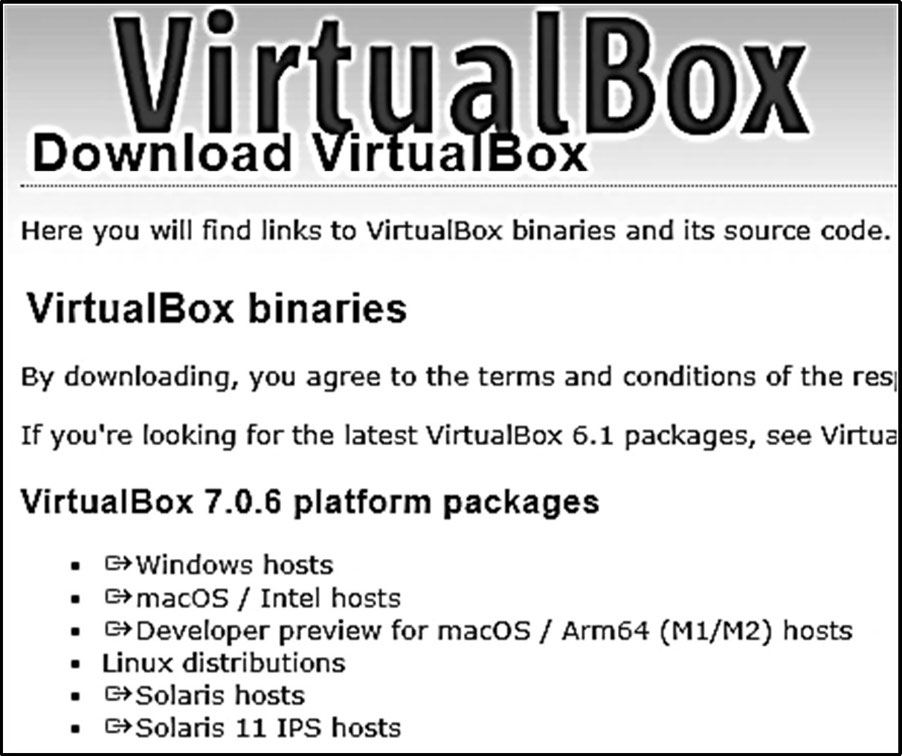 VirtualBox
Download VirtualBox
Here you will find links to VirtualBox binaries and its source code.
VirtualBox binaries
By downloading, you agree to the terms and conditions of the
If you're looking for the latest VirtualBox 6.1 packages, see
VirtualBox 7.0.6 platform packages
Windows hosts
macOS / Intel hosts
Developer preview for macOS / Arm64 (M1/M2) hosts
Linux distributions
Solaris hosts
Solaris 11 IPS hosts